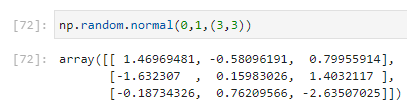 [72]: np.random.normal(0,1,(3,3))
[72]: array([[ 1.46969481, -0.58096191,  0.79955914],
       [-1.632307  ,  0.15983026,  1.4032117 ],
       [-0.18734326,  0.76209566, -2.63507025]])